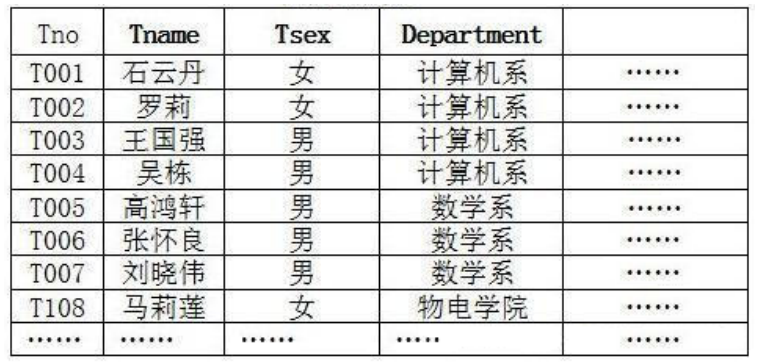 Tno Tname Tsex Department
T001 石云丹 女 计算机系 ……
T002 罗莉 女 计算机系 ……
T003 王国强 男 计算机系 ……
T004 吴栋 男 计算机系 ……
T005 高鸿轩 男 数学系 ……
T006 张怀良 男 数学系 ……
T007 刘晓伟 男 数学系 ……
T108 马莉莲 女 物电学院 ……
…… …… …… ….. ……